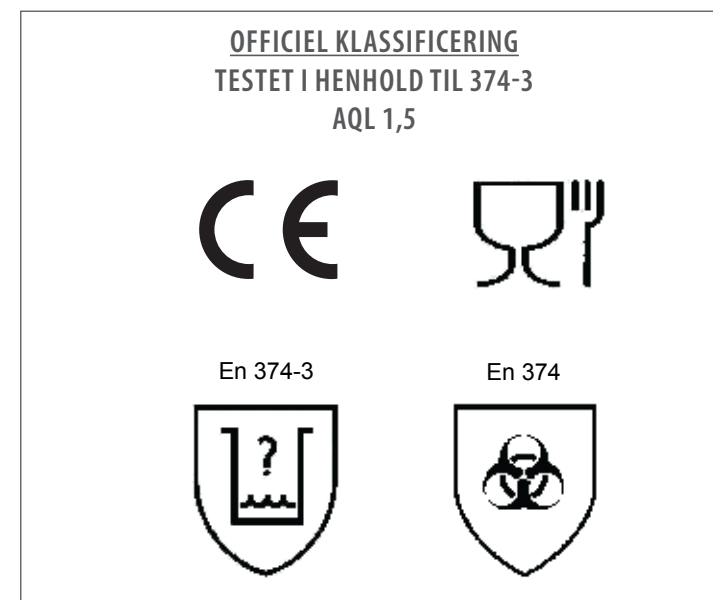 OFFICIEL KLASSIFICERING
TESTET I HENHOLD TIL 374-3
AQL 1,5
CE
En 374-3 En 374
?